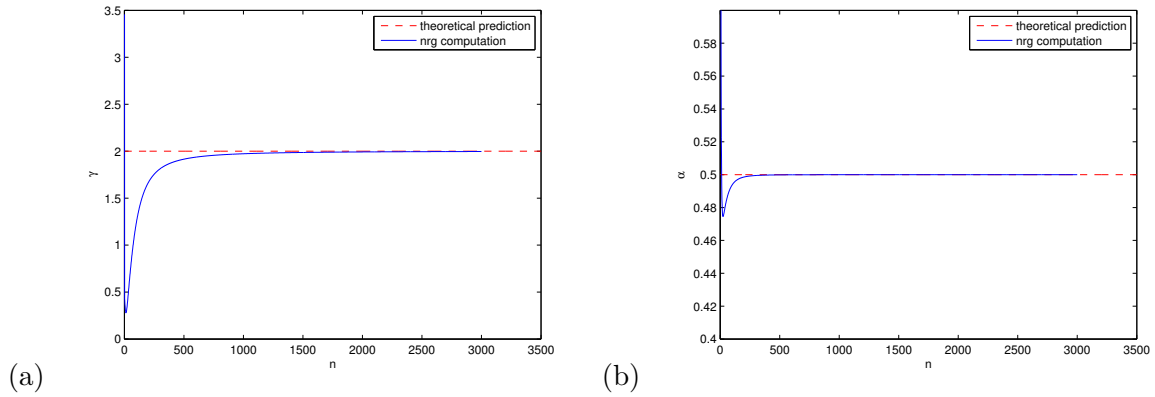 3.5
3
2.5
2
1.5
1
0.5
0
γ
0 500 1000 1500 2000 2500 3000 3500
n
theoretical prediction
nrg computation
(a)
0.58
0.56
0.54
0.52
0.5
0.48
0.46
0.44
0.42
0.4
α
0 500 1000 1500 2000 2500 3000 3500
n
theoretical prediction
nrg computation
(b)